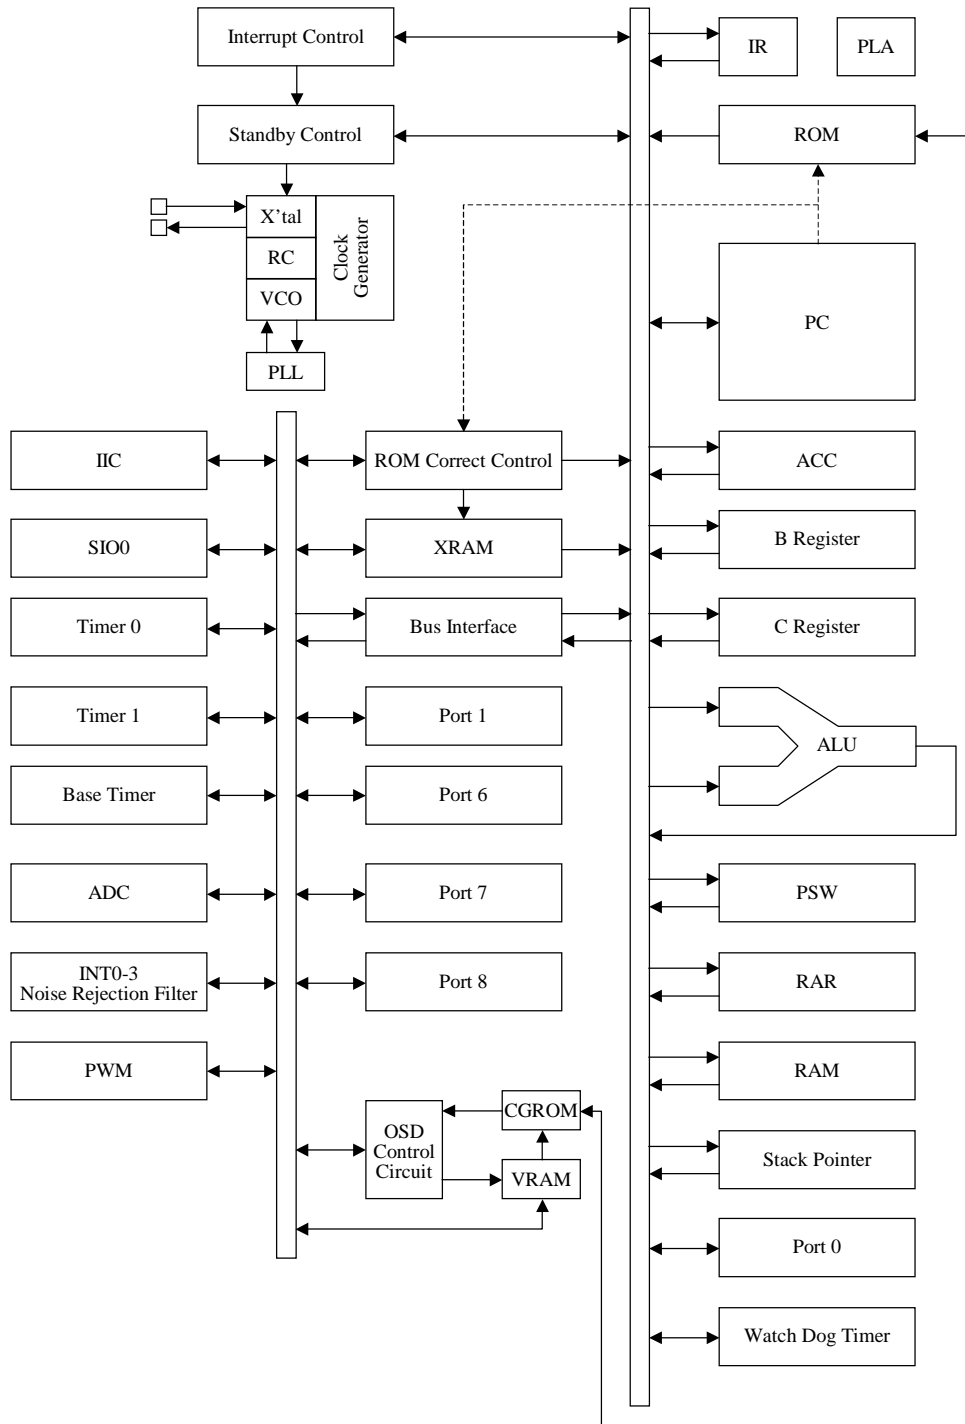 Interrupt Control
IR
PLA
Standby Control
ROM
X'tal
RC
VCO
Clock
Generator
PC
PLL
IIC
ROM Correct Control
ACC
SIO0
XRAM
B Register
Timer 0
Bus Interface
C Register
Timer 1
Port 1
ALU
Base Timer
Port 6
ADC
Port 7
PSW
INT0-3
Noise Rejection Filter
Port 8
RAR
PWM
RAM
OSD
Control
Circuit
CGROM
VRAM
Stack Pointer
Port 0
Watch Dog Timer